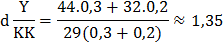 d Y/KK = 44.0,3 + 32.0,2 / 29(0,3 + 0,2) ≈ 1,35